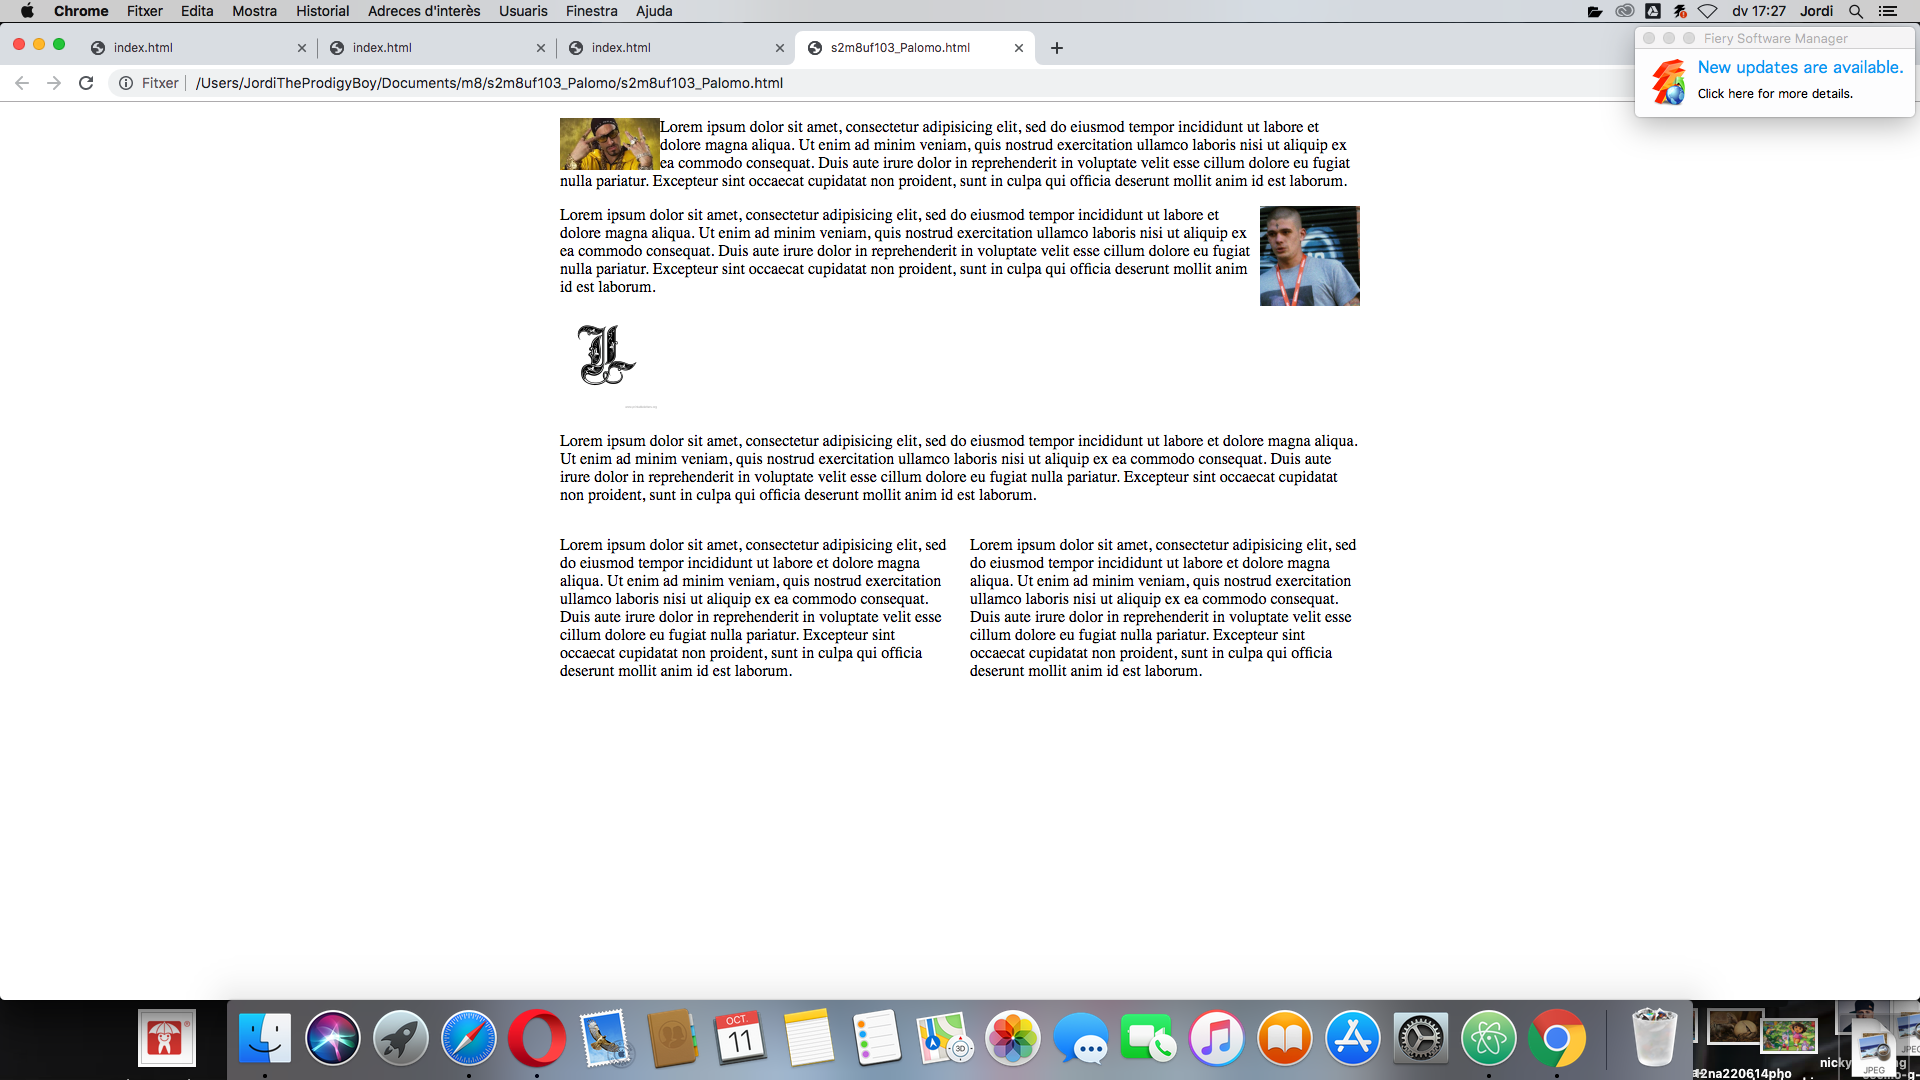 Chrome Fitxer Edita Mostra Historial Adreces d'interès Usuaris Finestra Ajuda dv 17:27 Jordi
index.html index.html index.html s2m8uf103_Palomo.html
Fitxer /Users/JordiTheProdigyBoy/Documents/m8/s2m8uf103_Palomo/s2m8uf103_Palomo.html
Fiery Software Manager
New updates are available.
Click here for more details.
Lorem ipsum dolor sit amet, consectetur adipisicing elit, sed do eiusmod tempor incididunt ut labore et
dolore magna aliqua. Ut enim ad minim veniam, quis nostrud exercitation ullamco laboris nisi ut aliquip ex
ea commodo consequat. Duis aute irure dolor in reprehenderit in voluptate velit esse cillum dolore eu fugiat
nulla pariatur. Excepteur sint occaecat cupidatat non proident, sunt in culpa qui officia deserunt mollit anim id est laborum.
Lorem ipsum dolor sit amet, consectetur adipisicing elit, sed do eiusmod tempor incididunt ut labore et
dolore magna aliqua. Ut enim ad minim veniam, quis nostrud exercitation ullamco laboris nisi ut aliquip ex
ea commodo consequat. Duis aute irure dolor in reprehenderit in voluptate velit esse cillum dolore eu fugiat
nulla pariatur. Excepteur sint occaecat cupidatat non proident, sunt in culpa qui officia deserunt mollit anim
id est laborum.
L
Lorem ipsum dolor sit amet, consectetur adipisicing elit, sed do eiusmod tempor incididunt ut labore et dolore magna aliqua.
Ut enim ad minim veniam, quis nostrud exercitation ullamco laboris nisi ut aliquip ex ea commodo consequat. Duis aute
irure dolor in reprehenderit in voluptate velit esse cillum dolore eu fugiat nulla pariatur. Excepteur sint occaecat cupidatat
non proident, sunt in culpa qui officia deserunt mollit anim id est laborum.
Lorem ipsum dolor sit amet, consectetur adipisicing elit, sed
do eiusmod tempor incididunt ut labore et dolore magna
aliqua. Ut enim ad minim veniam, quis nostrud exercitation
ullamco laboris nisi ut aliquip ex ea commodo consequat.
Duis aute irure dolor in reprehenderit in voluptate velit esse
cillum dolore eu fugiat nulla pariatur. Excepteur sint
occaecat cupidatat non proident, sunt in culpa qui officia
deserunt mollit anim id est laborum.
Lorem ipsum dolor sit amet, consectetur adipisicing elit, sed
do eiusmod tempor incididunt ut labore et dolore magna
aliqua. Ut enim ad minim veniam, quis nostrud exercitation
ullamco laboris nisi ut aliquip ex ea commodo consequat.
Duis aute irure dolor in reprehenderit in voluptate velit esse
cillum dolore eu fugiat nulla pariatur. Excepteur sint
occaecat cupidatat non proident, sunt in culpa qui officia
deserunt mollit anim id est laborum.
OCT.
11
3D
JPEG